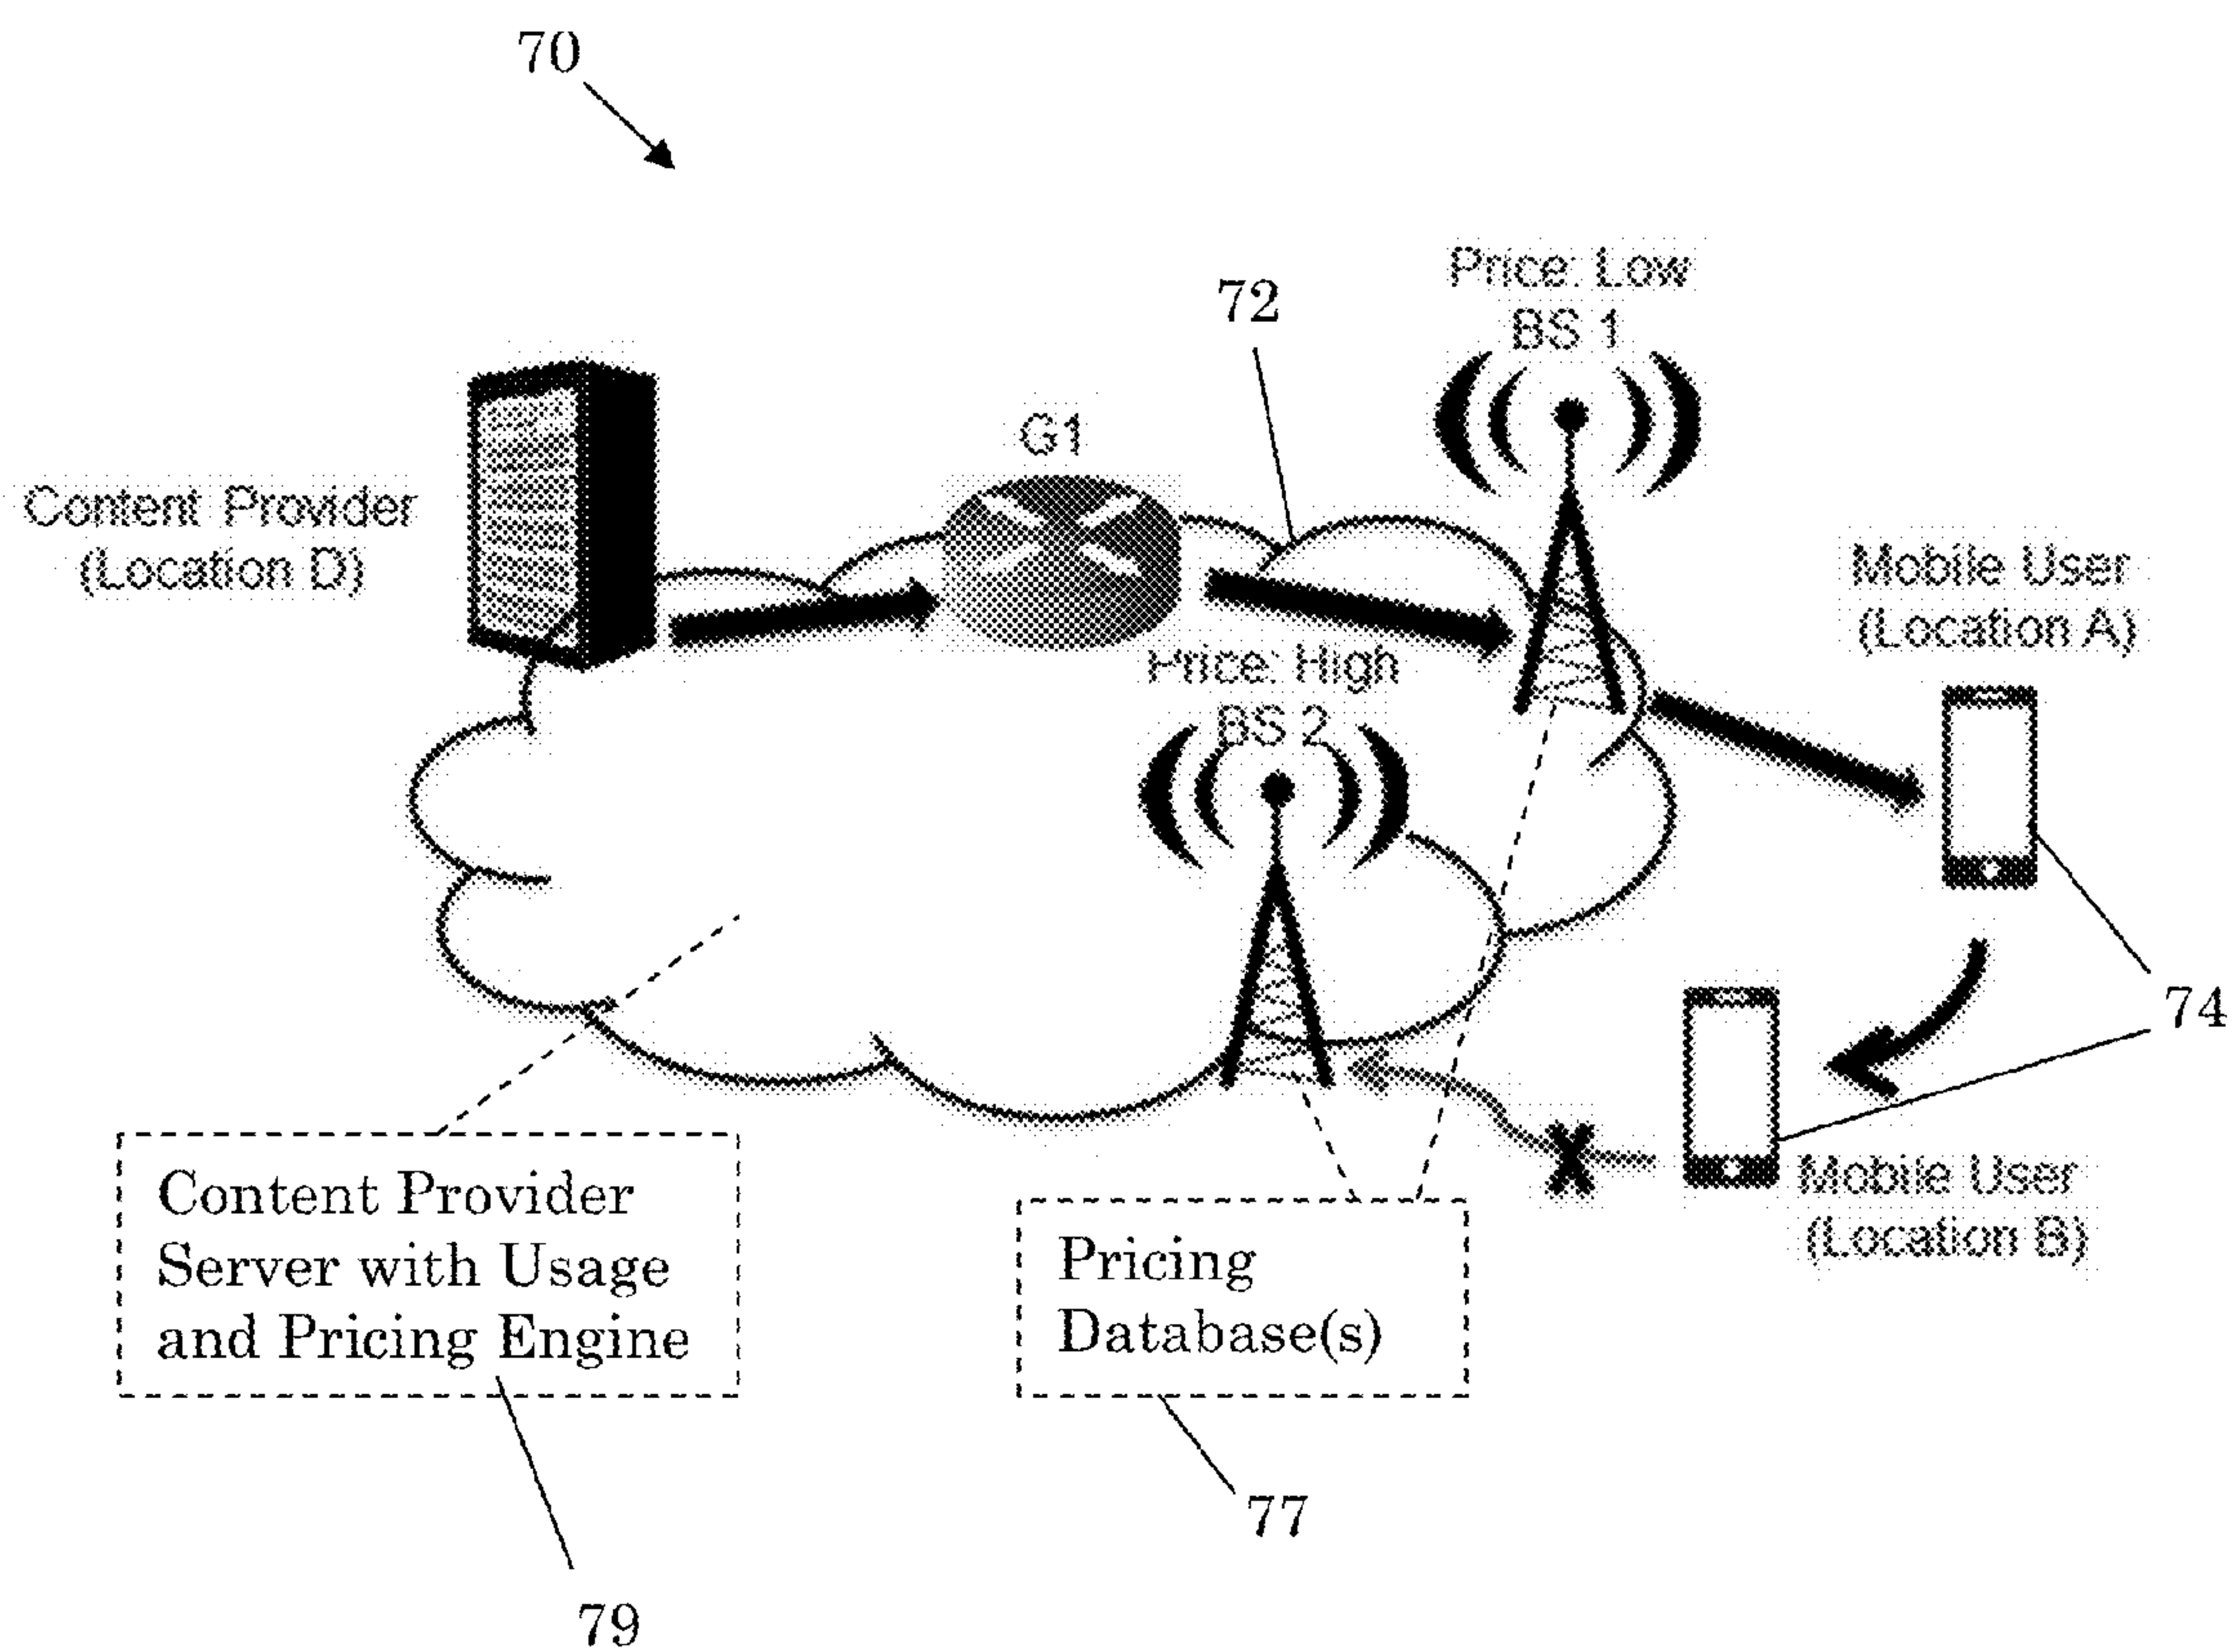 70
Price: Low
BS 1
72
G1
Content Provider
(Location D)
Mobile User
(Location A)
Price: High
BS 2
74
Mobile User
(Location B)
Content Provider
Server with Usage
and Pricing Engine
Pricing
Database(s)
77
79